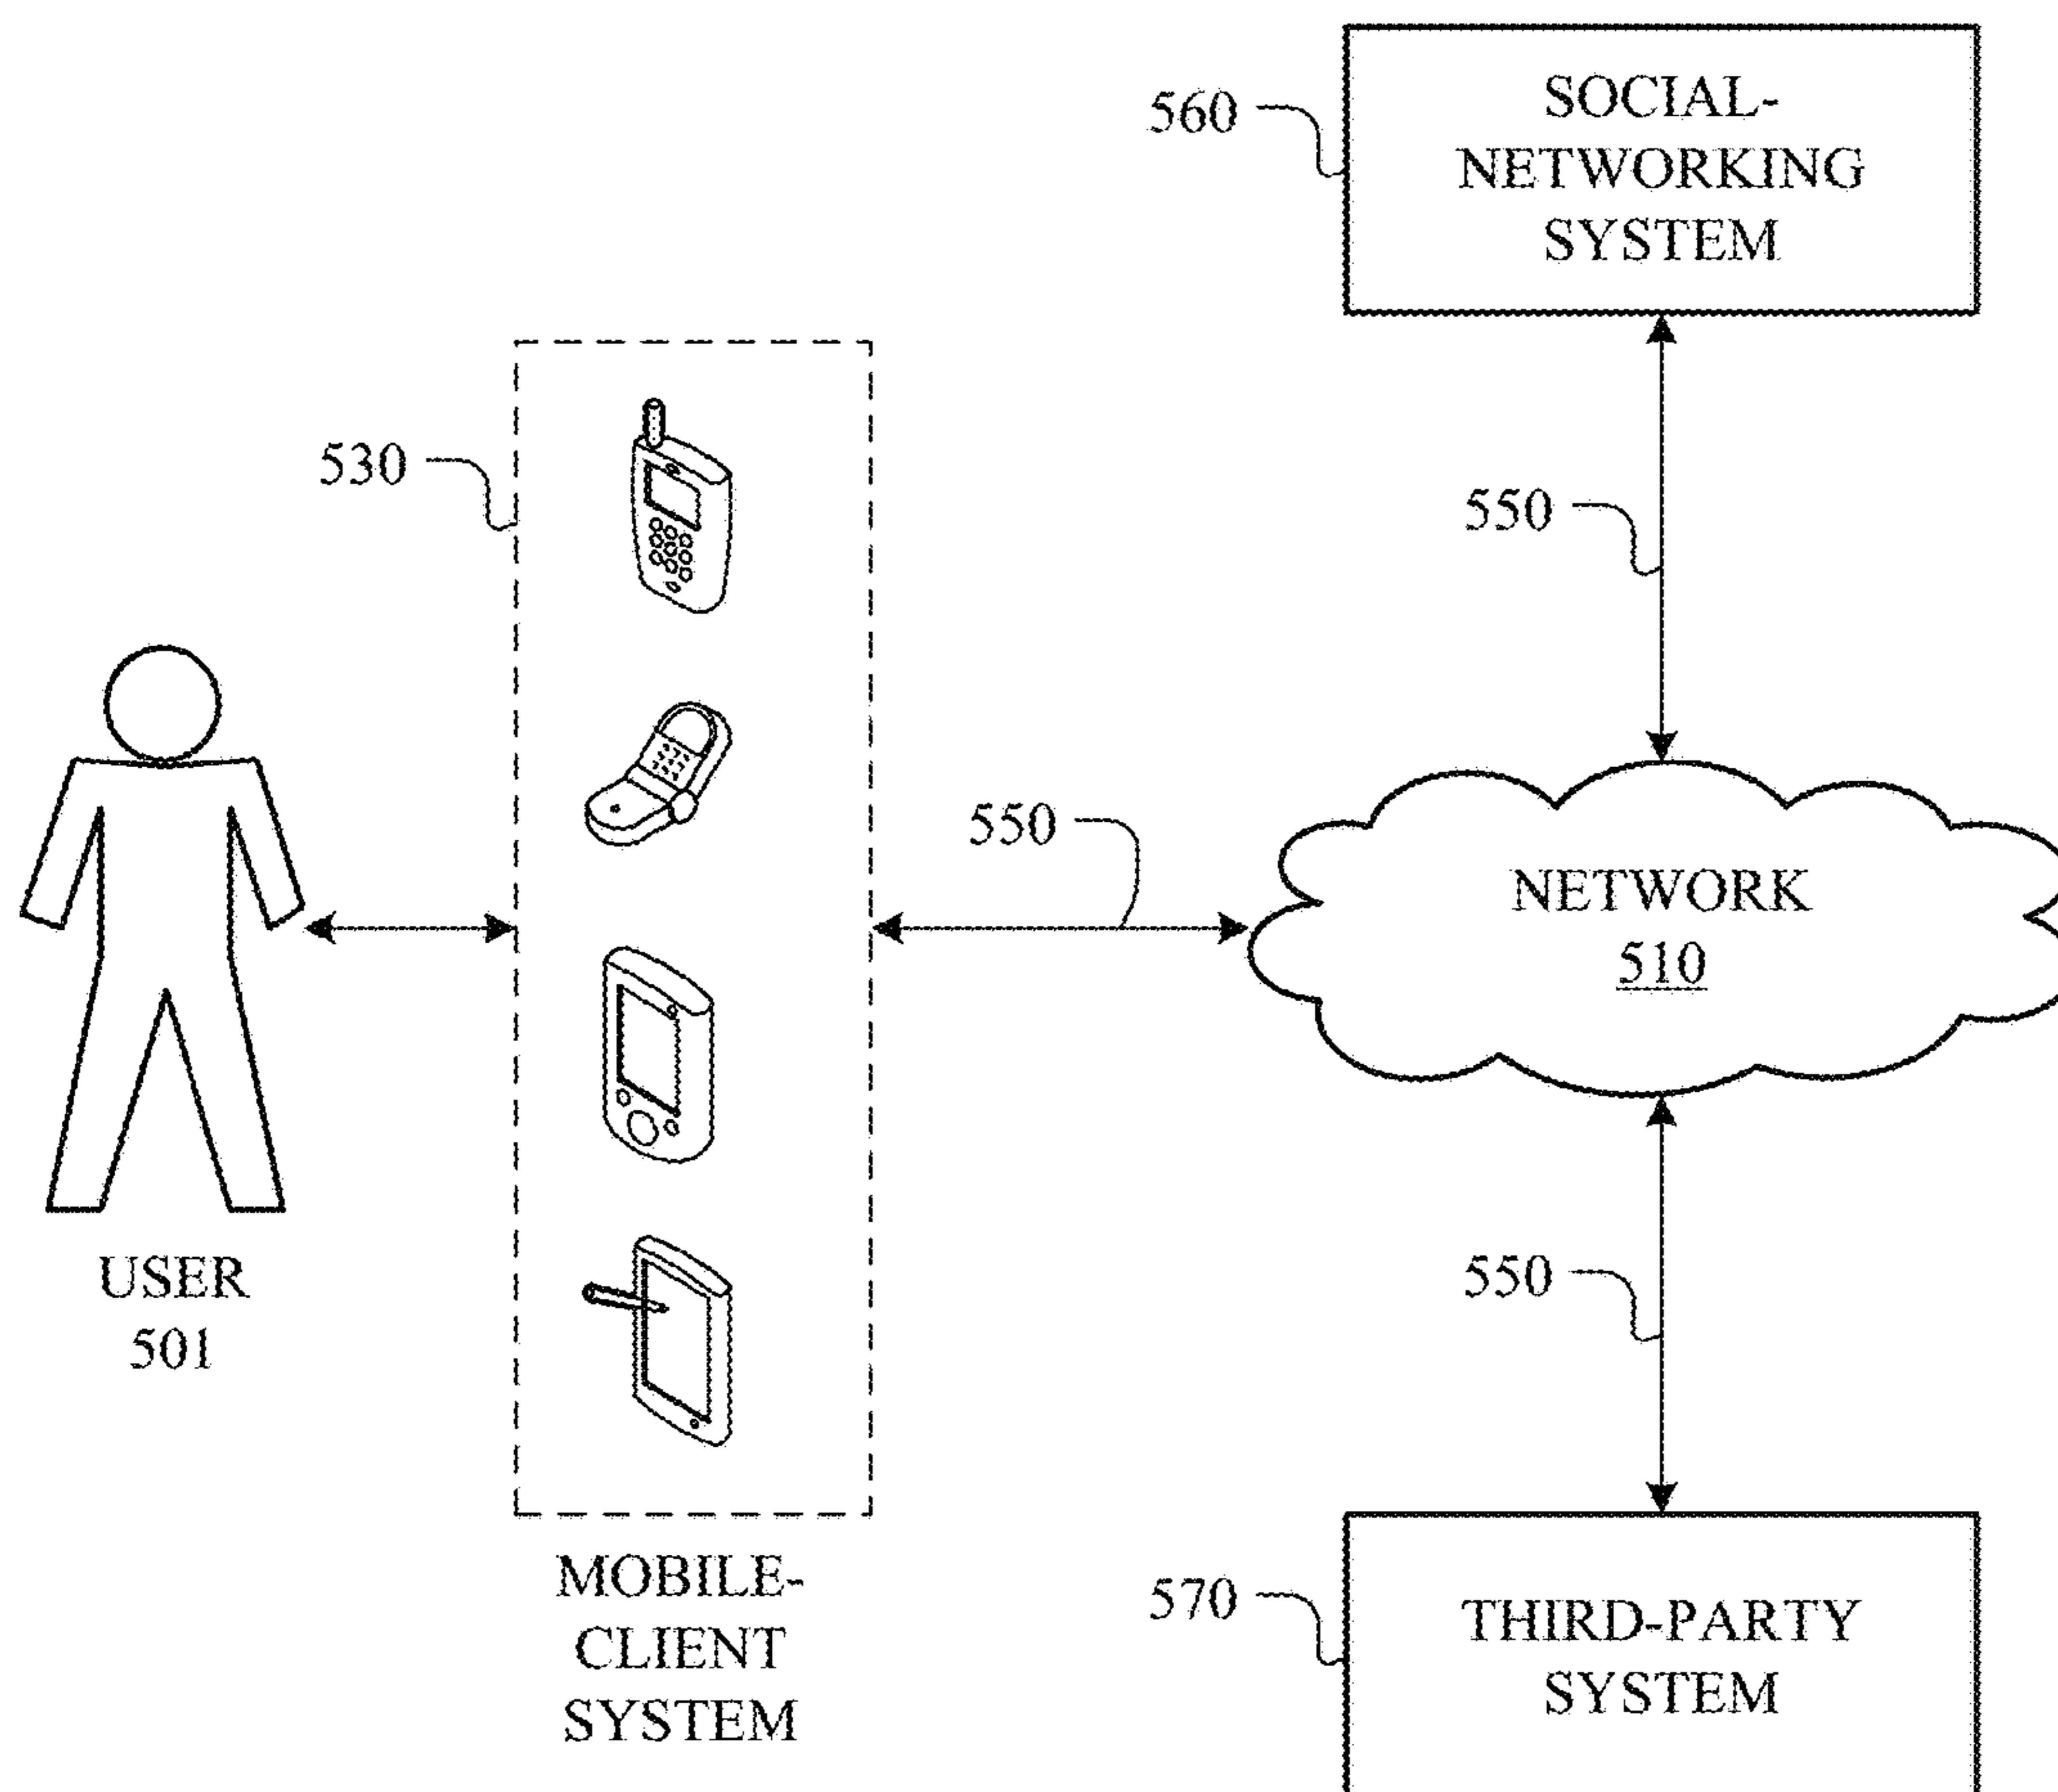 560
SOCIAL-
NETWORKING
SYSTEM
530
550
550
NETWORK
510
USER
501
550
MOBILE-
CLIENT
SYSTEM
570
THIRD-PARTY
SYSTEM